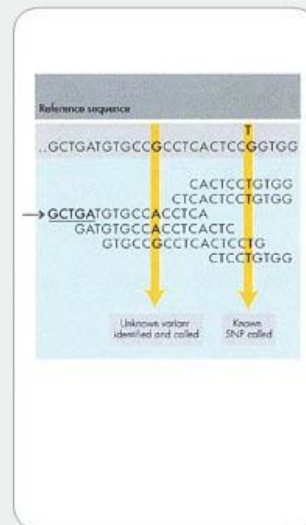 Reference sequence
T
..GCTGATGTGCCGCCTCACTCCGGTGG
CACTCCTGTGG
CTCACTCCTGTGG
→GCTGATGTGCCACCTCA
GATGTGCCACCTCACTC
GTGCCGCCTCACTCCTG
CTCCTGTGG
Unknown variant
identified and called
Known
SNP called